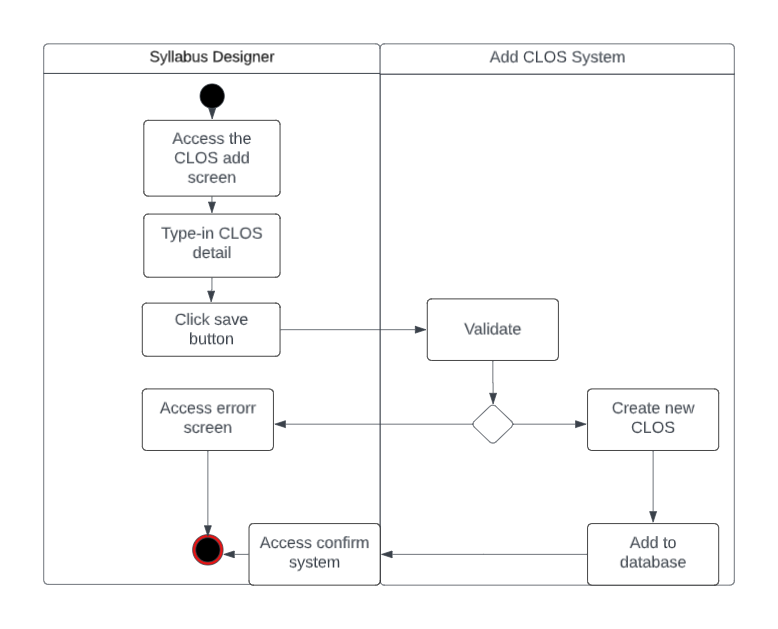 Syllabus Designer
Add CLOS System
Access the
CLOS add
screen
Type-in CLOS
detail
Click save
button
Validate
Access errorr
screen
Create new
CLOS
Access confirm
system
Add to
database